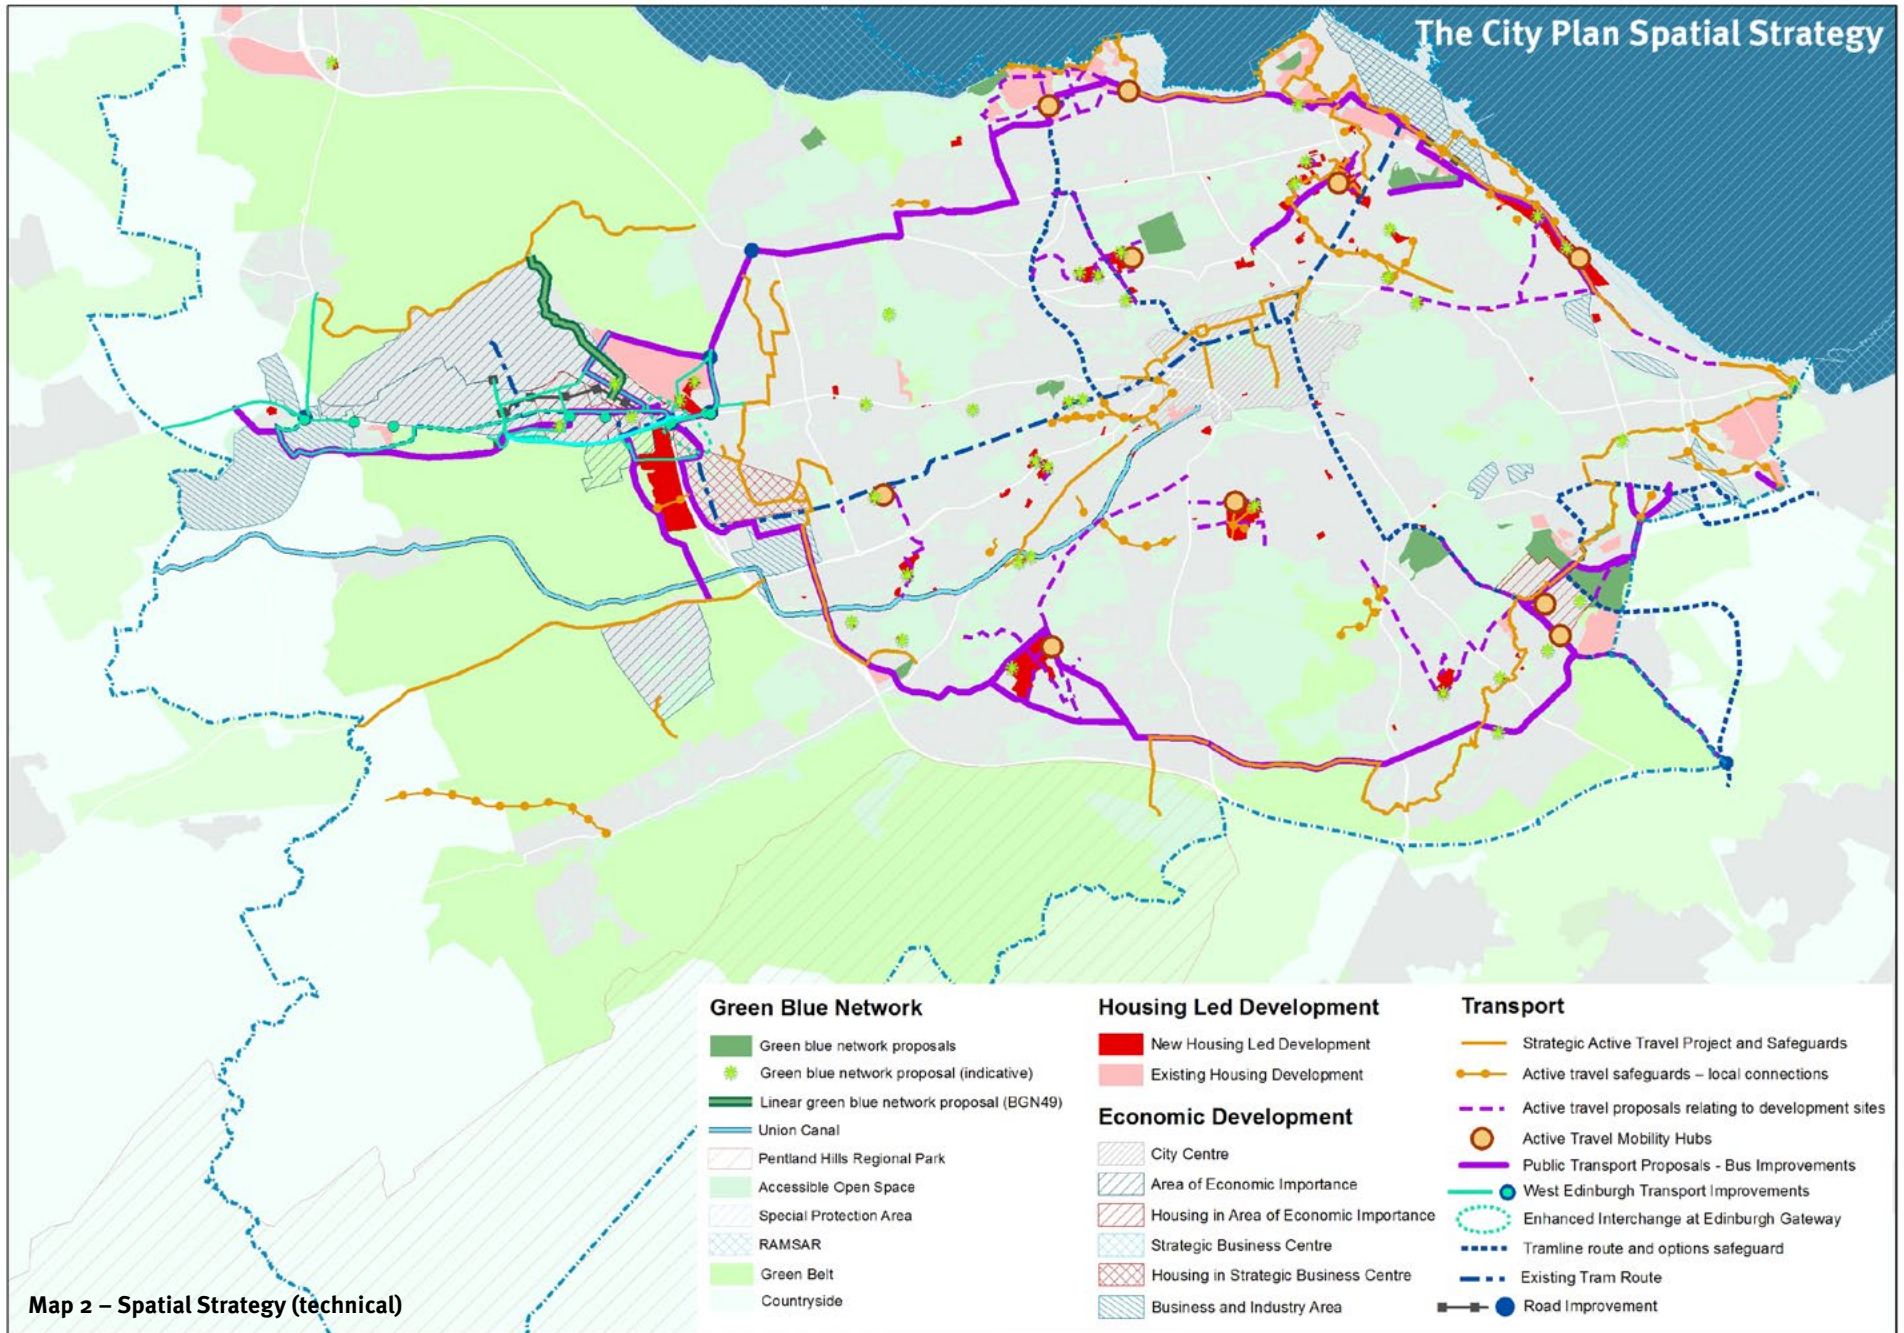 The City Plan Spatial Strategy
Green Blue Network
Green blue network proposals
Green blue network proposal (indicative)
Linear green blue network proposal (BGN49)
Union Canal
Pentland Hills Regional Park
Accessible Open Space
Special Protection Area
RAMSAR
Green Belt
Countryside
Housing Led Development
New Housing Led Development
Existing Housing Development
Economic Development
City Centre
Area of Economic Importance
Housing in Area of Economic Importance
Strategic Business Centre
Housing in Strategic Business Centre
Business and Industry Area
Transport
Strategic Active Travel Project and Safeguards
Active travel safeguards – local connections
Active travel proposals relating to development sites
Active Travel Mobility Hubs
Public Transport Proposals - Bus Improvements
West Edinburgh Transport Improvements
Enhanced Interchange at Edinburgh Gateway
Tramline route and options safeguard
Existing Tram Route
Road Improvement
Map 2 – Spatial Strategy (technical)